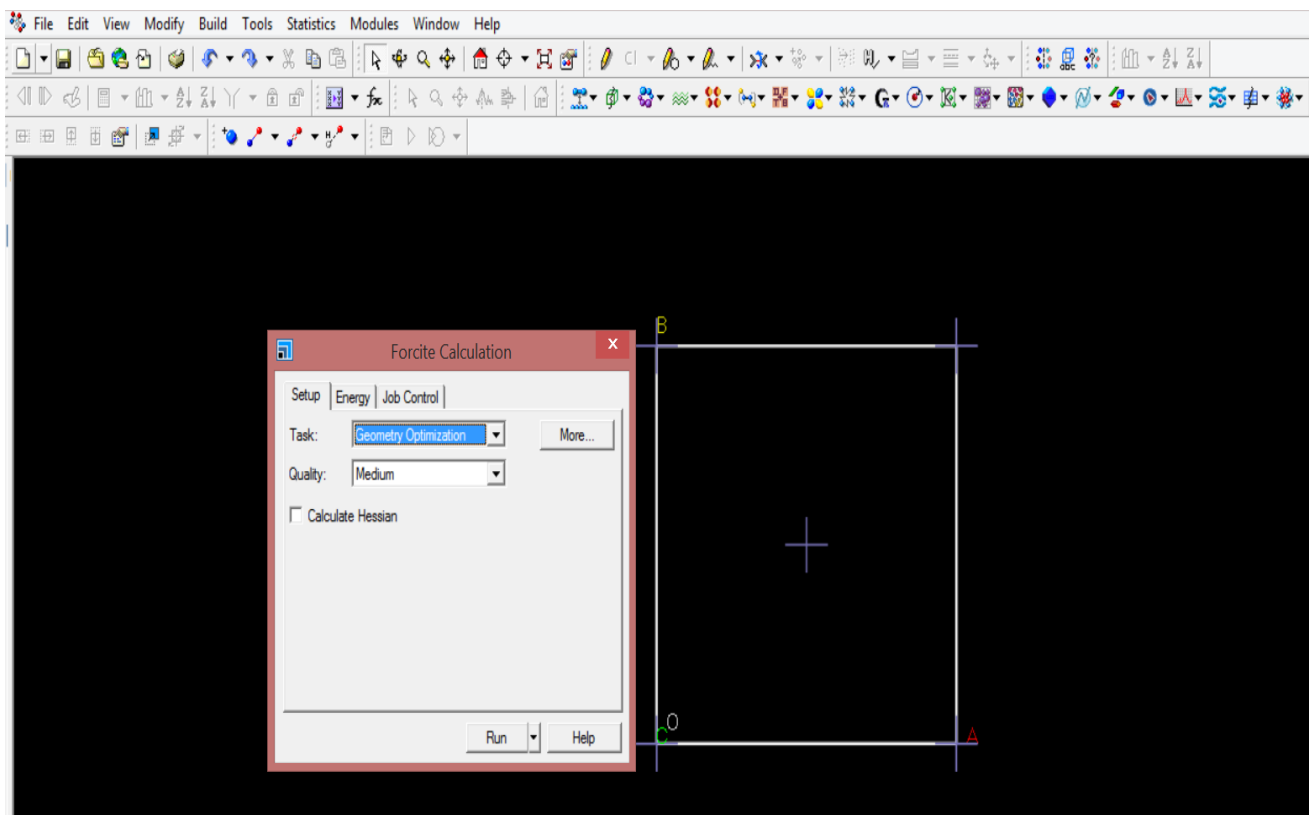 File Edit View Modify Build Tools Statistics Modules Window Help
Forcite Calculation
x
Setup Energy Job Control
Task: Geometry Optimization More...
Quality: Medium
Calculate Hessian
Run Help
B
O
C A